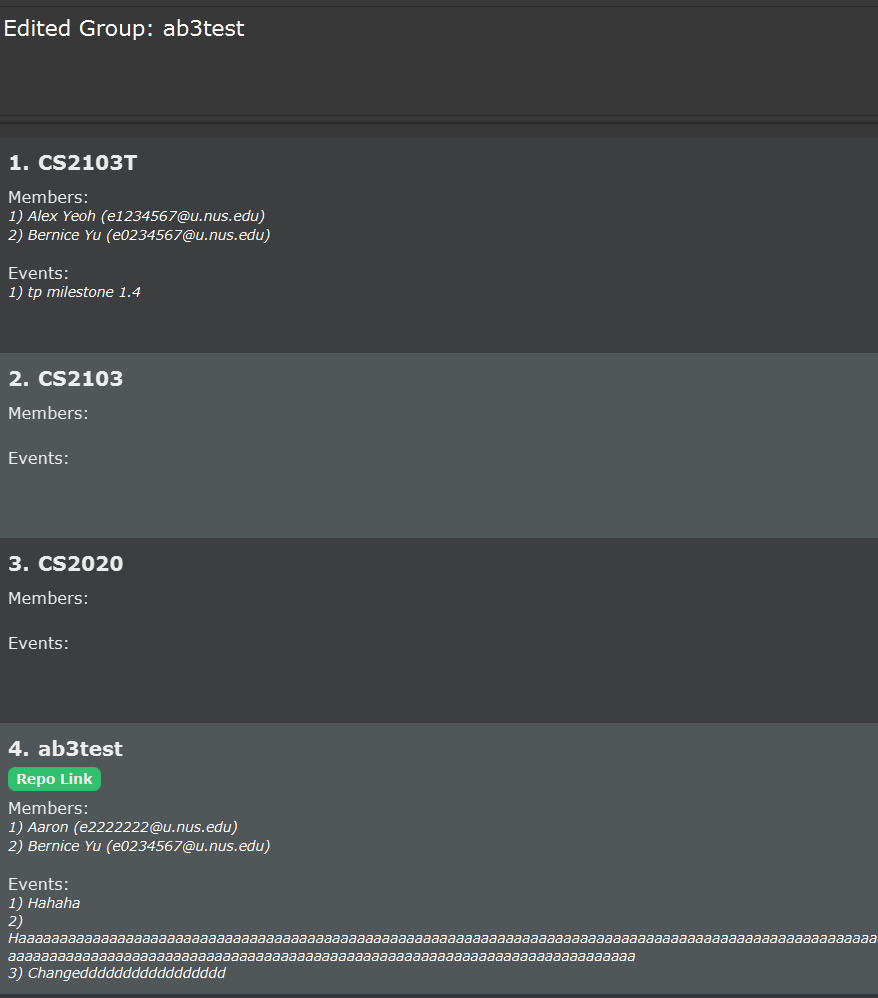 Edited Group: ab3test
1. CS2103T
Members:
1) Alex Yeoh (e1234567@u.nus.edu)
2) Bernice Yu (e0234567@u.nus.edu)
Events:
1) tp milestone 1.4
2. CS2103
Members:
Events:
3. CS2020
Members:
Events:
4. ab3test
Repo Link
Members:
1) Aaron (e2222222@u.nus.edu)
2) Bernice Yu (e0234567@u.nus.edu)
Events:
1) Hahaha
2)
3) Changeddddddddddddddddd